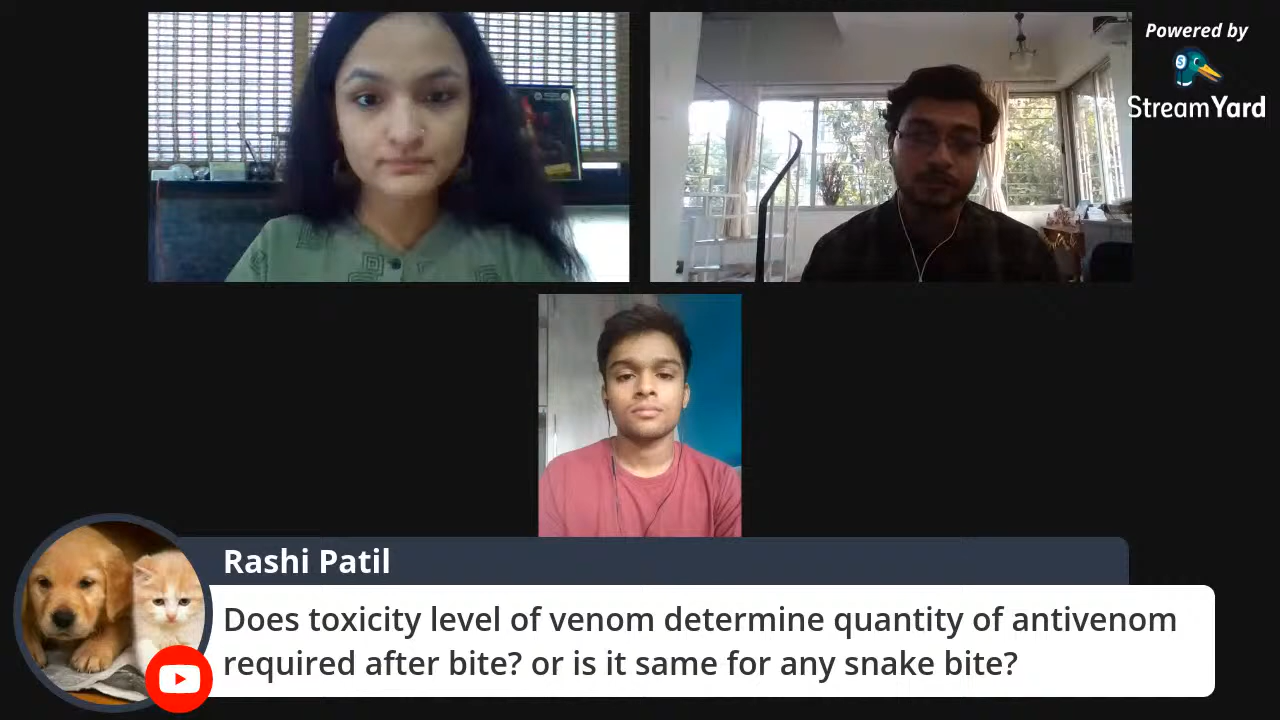 Powered by
StreamYard
Rashi Patil
Does toxicity level of venom determine quantity of antivenom
required after bite? or is it same for any snake bite?